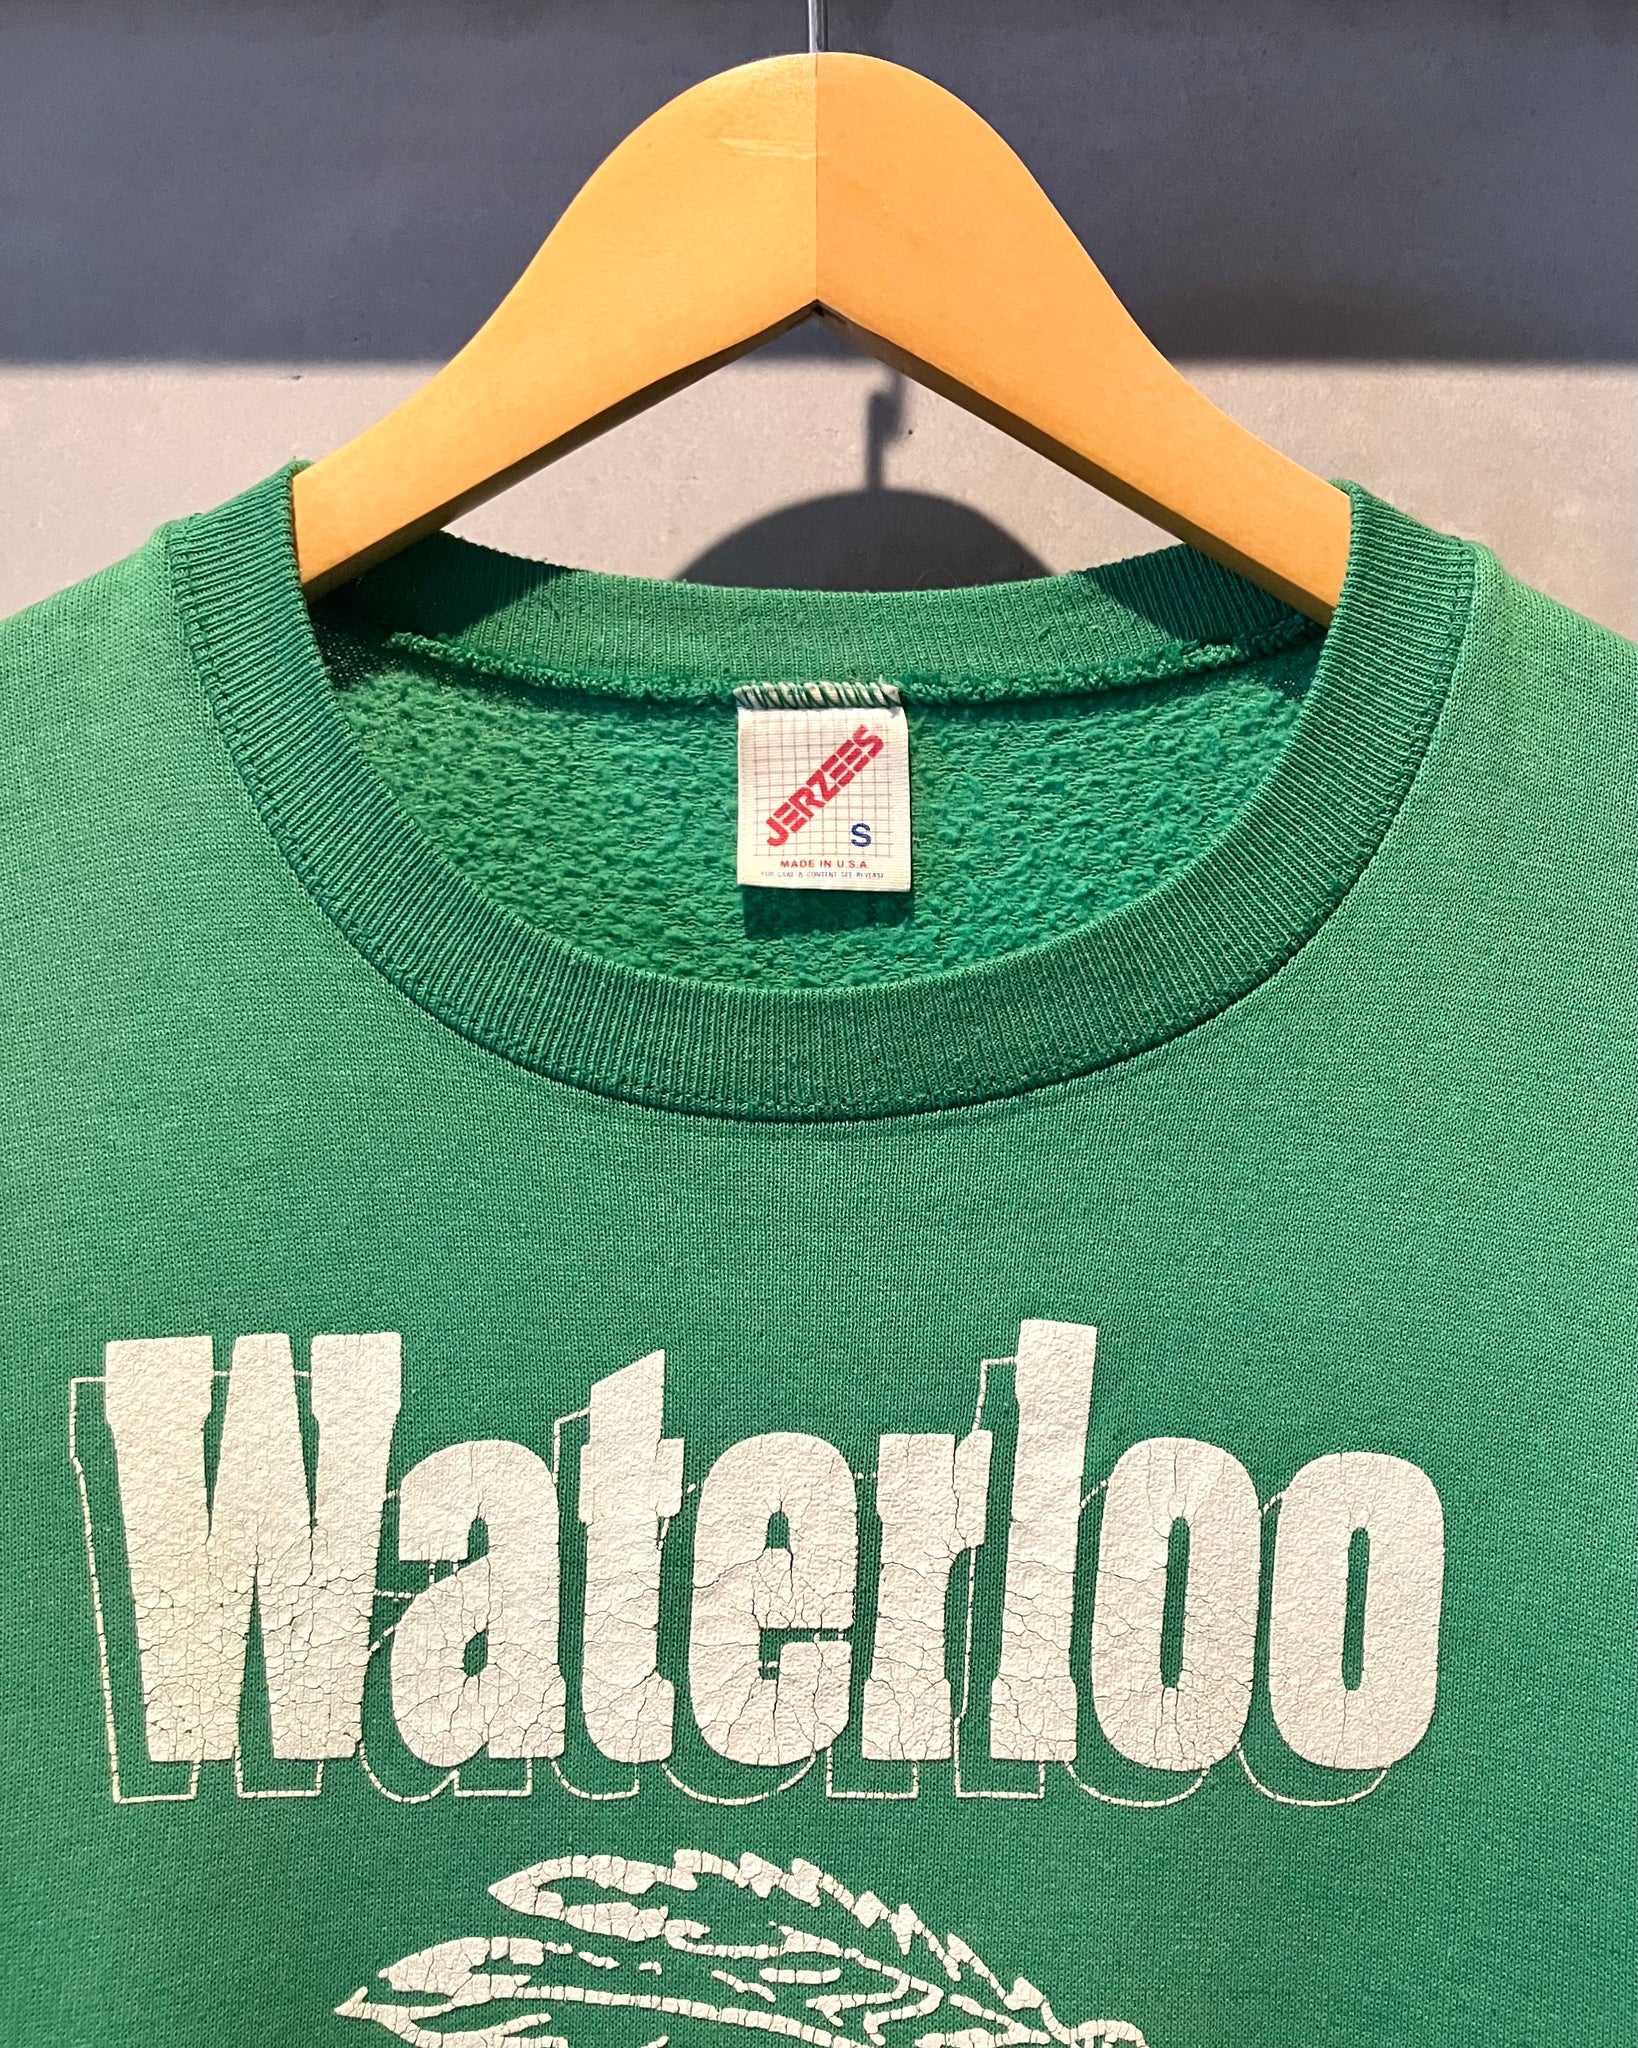 JERZEES
S
MADE IN U.S.A
FOR CARE & CONTENT SEE REVERSE
Waterloo